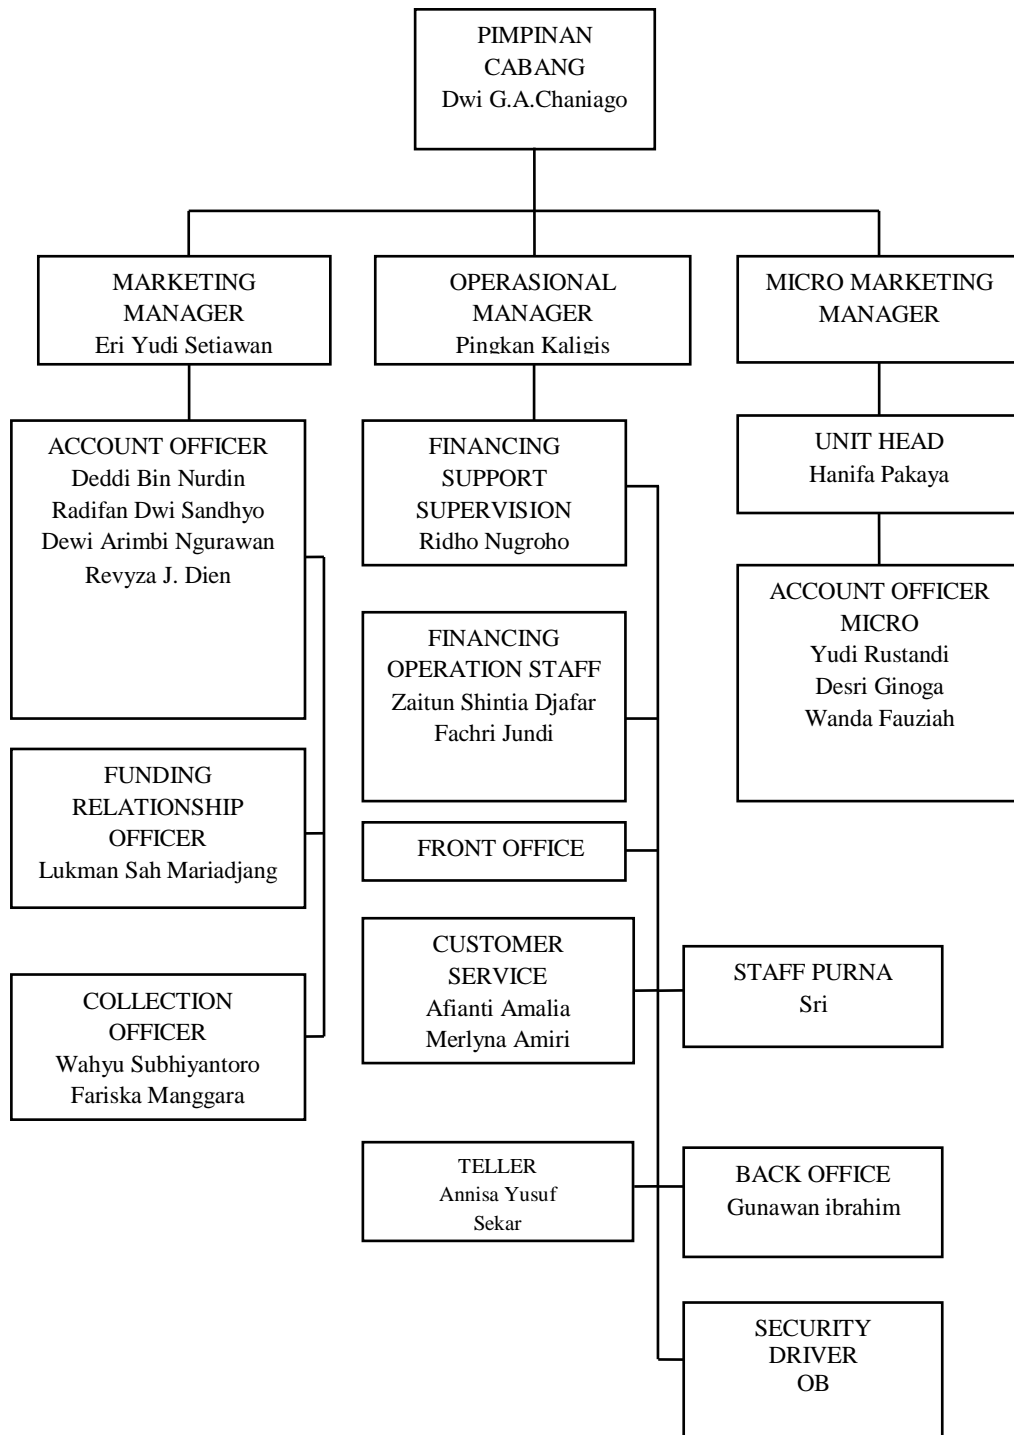 PIMPINAN
CABANG
Dwi G.A.Chaniago
MARKETING
MANAGER
Eri Yudi Setiawan
OPERASIONAL
MANAGER
Pingkan Kaligis
MICRO MARKETING
MANAGER
ACCOUNT OFFICER
Deddi Bin Nurdin
Radifan Dwi Sandhyo
Dewi Arimbi Ngurawan
Revyza J. Dien
FUNDING
RELATIONSHIP
OFFICER
Lukman Sah Mariadjang
COLLECTION
OFFICER
Wahyu Subhiyantoro
Fariska Manggara
FINANCING
SUPPORT
SUPERVISION
Ridho Nugroho
FINANCING
OPERATION STAFF
Zaitun Shintia Djafar
Fachri Jundi
FRONT OFFICE
CUSTOMER
SERVICE
Afianti Amalia
Merlyna Amiri
TELLER
Annisa Yusuf
Sekar
STAFF PURNA
Sri
BACK OFFICE
Gunawan ibrahim
SECURITY
DRIVER
OB
UNIT HEAD
Hanifa Pakaya
ACCOUNT OFFICER
MICRO
Yudi Rustandi
Desri Ginoga
Wanda Fauziah